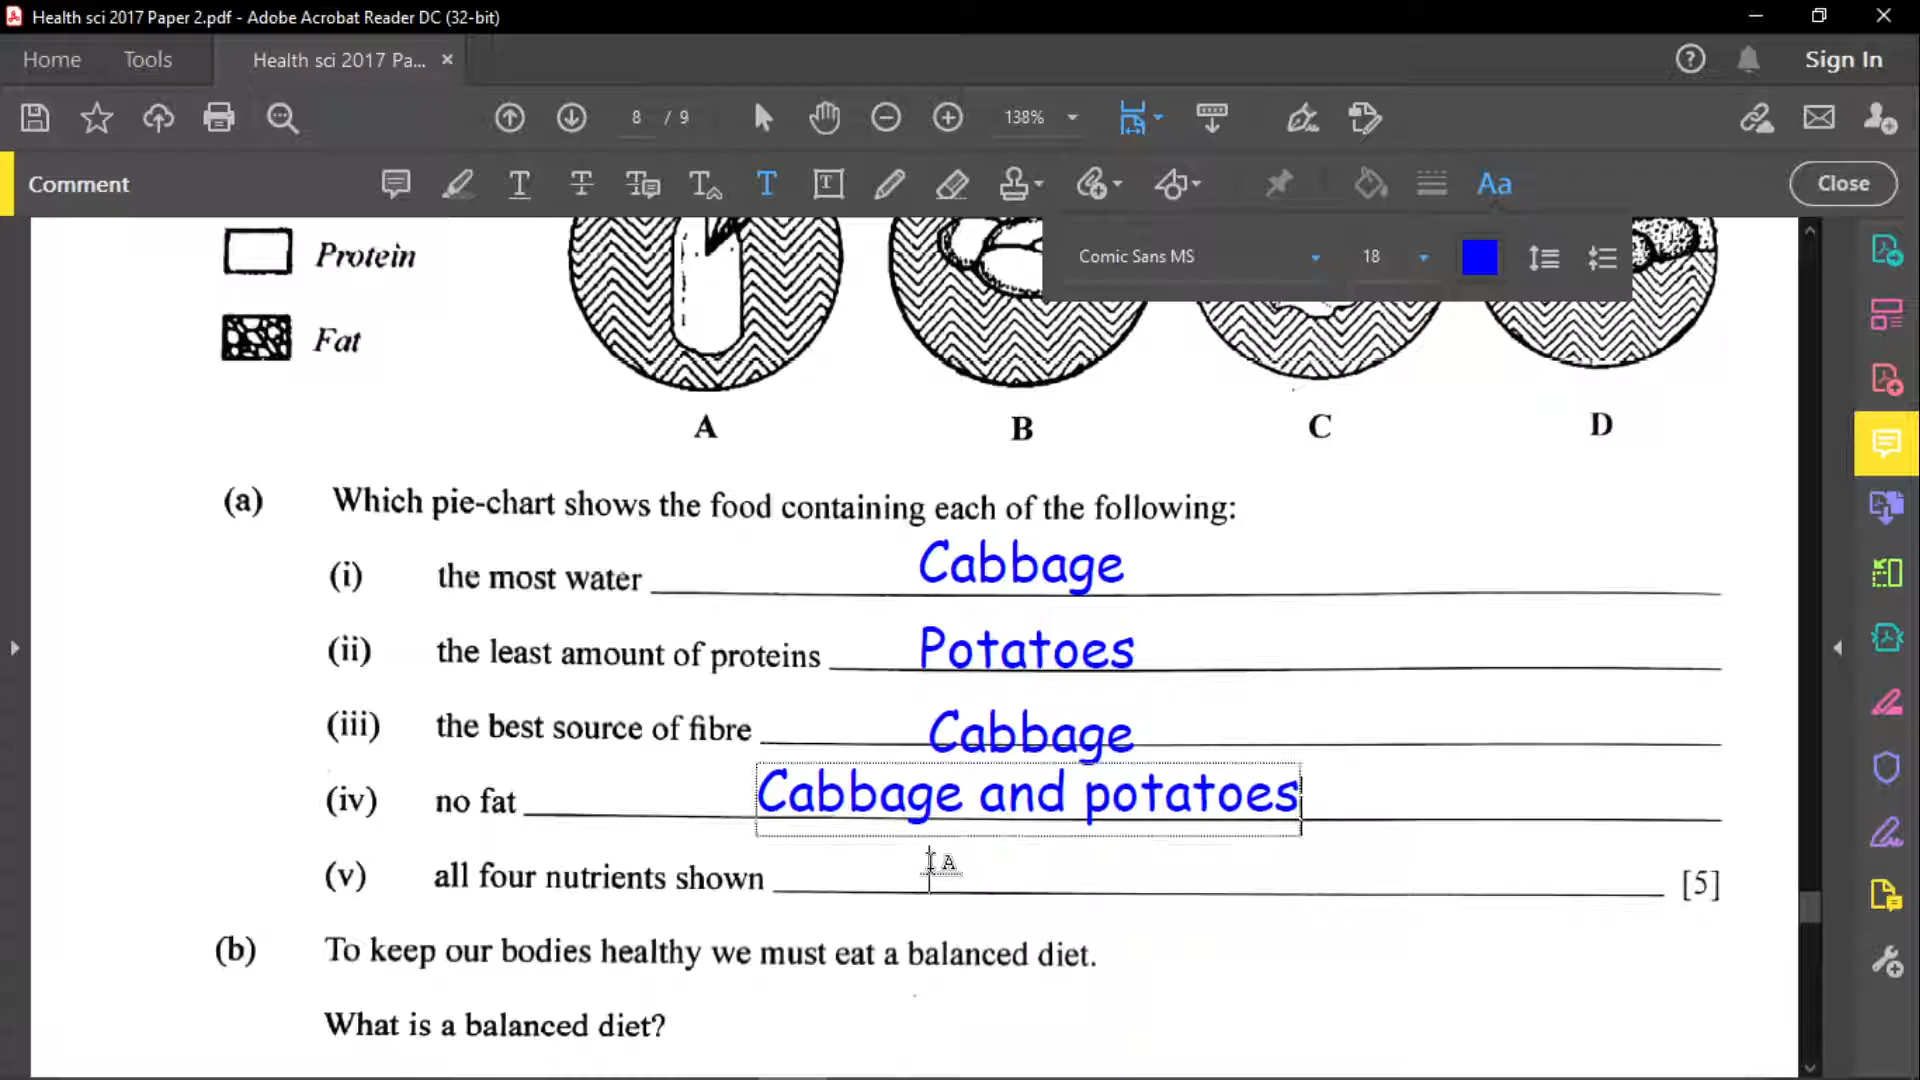 Health sci 2017 Paper 2.pdf - Adobe Acrobat Reader DC (32-bit)
Home Tools Health sci 2017 Pa... Sign In
8 / 9 138%
Comment Close
Comic Sans MS 18
Protein
Fat
A B C D
(a) Which pie-chart shows the food containing each of the following:
(i) the most water Cabbage
(ii) the least amount of proteins Potatoes
(iii) the best source of fibre Cabbage
(iv) no fat Cabbage and potatoes
(v) all four nutrients shown [5]
(b) To keep our bodies healthy we must eat a balanced diet.
What is a balanced diet?